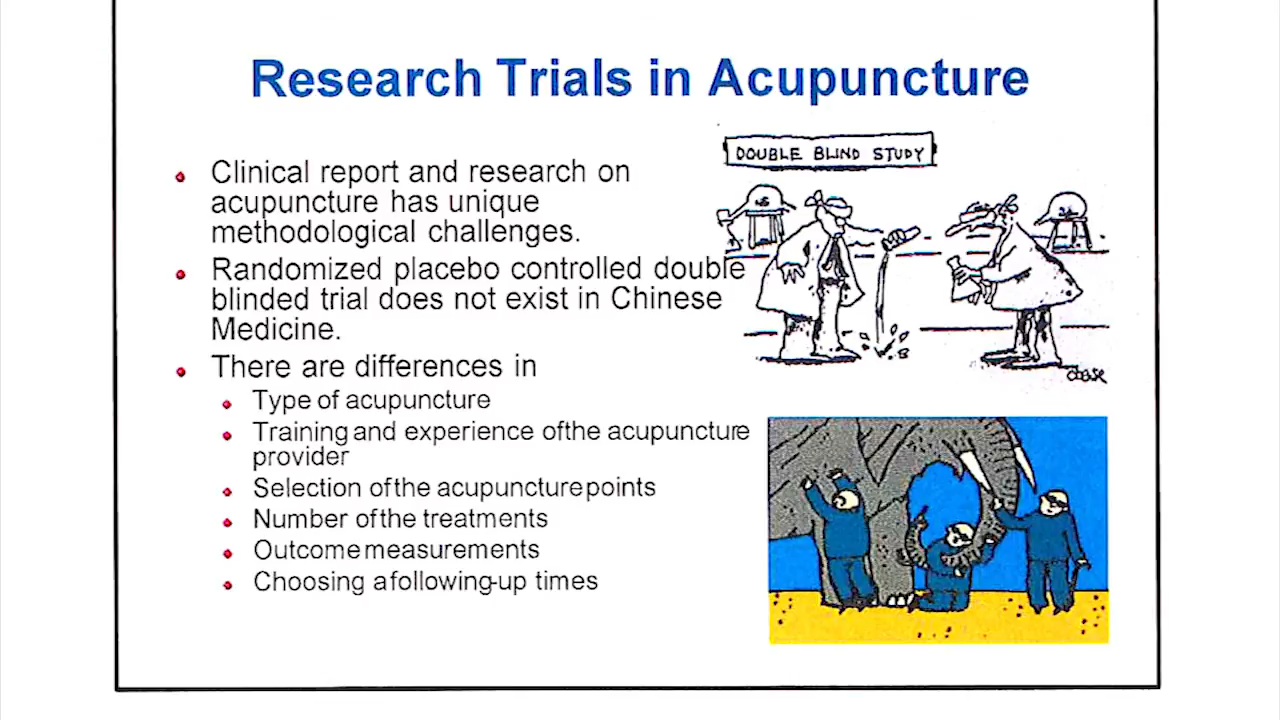 Research Trials in Acupuncture
Clinical report and research on
acupuncture has unique
methodological challenges.
Randomized placebo controlled double
blinded trial does not exist in Chinese
Medicine.
There are differences in
Type of acupuncture
Training and experience ofthe acupuncture
provider
Selection ofthe acupuncture points
Number ofthe treatments
Outcome measurements
Choosing a following-up times
DOUBLE BLIND STUDY